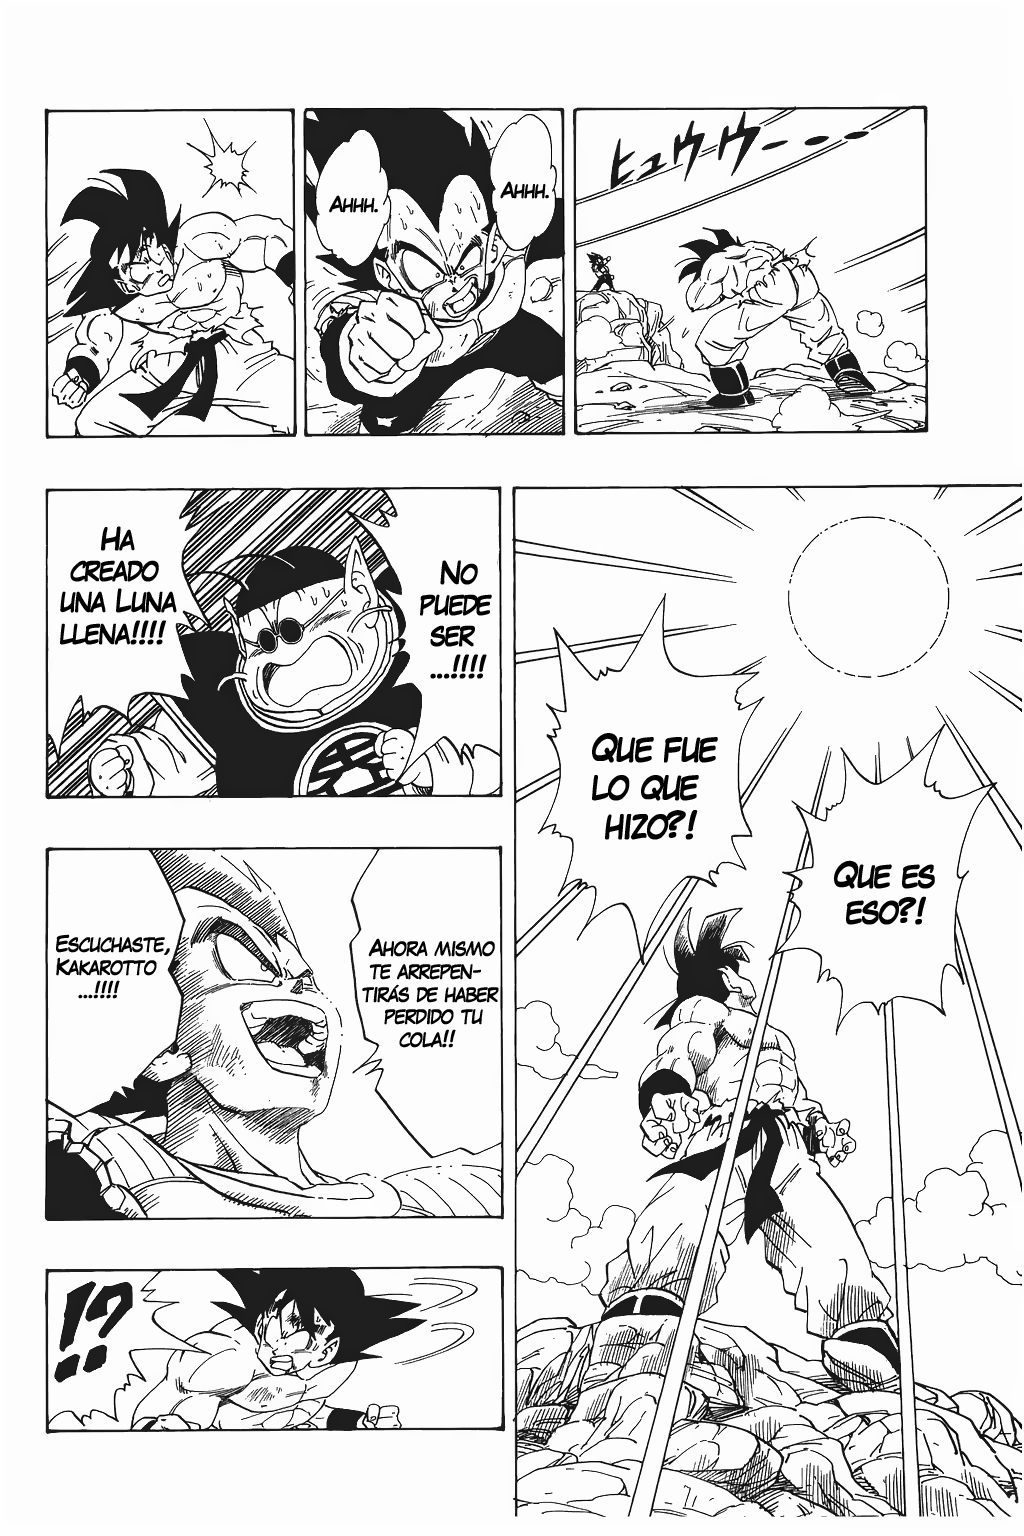 ヒュウウー・・・
AHHH.
AHHH.
QUE ES
ESO?!
QUE FUE
LO QUE
HIZO?!
NO
PUEDE
SER
...!!!!
HA
CREADO
UNA LUNA
LLENA!!!!
AHORA MISMO
TE ARREPEN-
TIRÁS DE HABER
PERDIDO TU
COLA!!
ESCUCHASTE,
KAKAROTTO
...!!!!
!?